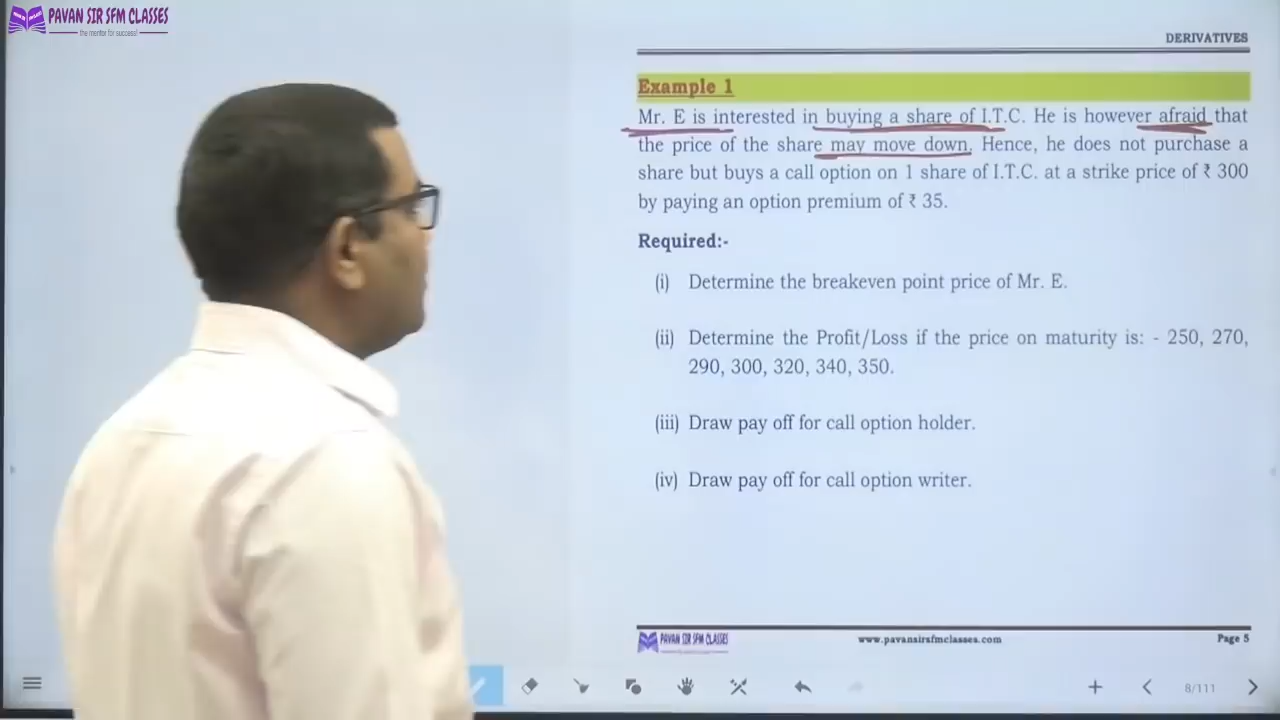 PAVAN SIR SFM CLASSES
the mentor for success!
DERIVATIVES
Example 1
Mr. E is interested in buying a share of I.T.C. He is however afraid that
the price of the share may move down. Hence, he does not purchase a
share but buys a call option on 1 share of I.T.C. at a strike price of ₹ 300
by paying an option premium of ₹ 35.
Required:-
(i) Determine the breakeven point price of Mr. E.
(ii) Determine the Profit/Loss if the price on maturity is: - 250, 270,
290, 300, 320, 340, 350.
(iii) Draw pay off for call option holder.
(iv) Draw pay off for call option writer.
PAVAN SIR SFM CLASSES
www.pavansirsfmclasses.com
Page 5
8/111